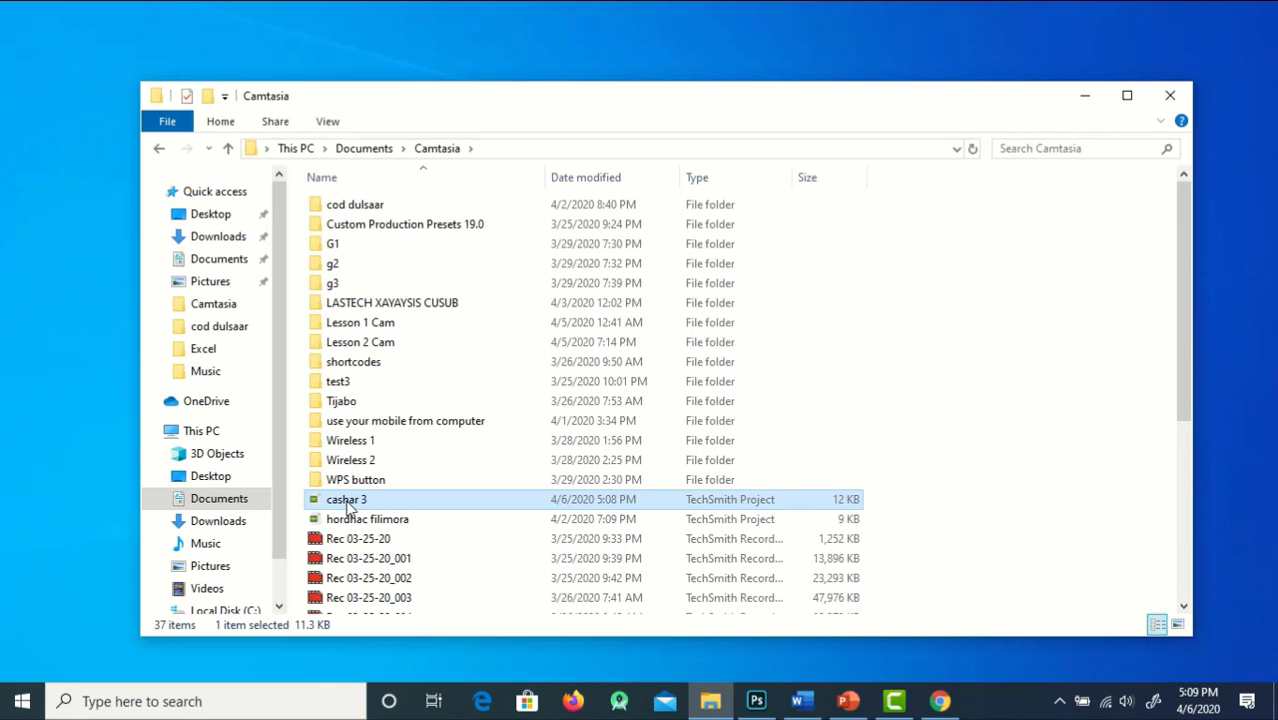 Camtasia
File Home Share View
This PC Documents Camtasia Search Camtasia
Name Date modified Type Size
Quick access
Desktop
Downloads
Documents
Pictures
Camtasia
cod dulsaar
Excel
Music
OneDrive
This PC
3D Objects
Desktop
Documents
Downloads
Music
Pictures
Videos
Local Disk (C:)
cod dulsaar 4/2/2020 8:40 PM File folder
Custom Production Presets 19.0 3/25/2020 9:24 PM File folder
G1 3/29/2020 7:30 PM File folder
g2 3/29/2020 7:32 PM File folder
g3 3/29/2020 7:39 PM File folder
LASTECH XAYAYSIS CUSUB 4/3/2020 12:02 PM File folder
Lesson 1 Cam 4/5/2020 12:41 AM File folder
Lesson 2 Cam 4/5/2020 7:14 PM File folder
shortcodes 3/26/2020 9:50 AM File folder
test3 3/25/2020 10:01 PM File folder
Tijabo 3/26/2020 7:53 AM File folder
use your mobile from computer 4/1/2020 3:34 PM File folder
Wireless 1 3/28/2020 1:56 PM File folder
Wireless 2 3/28/2020 2:25 PM File folder
WPS button 3/29/2020 2:30 PM File folder
cashar 3 4/6/2020 5:08 PM TechSmith Project 12 KB
hordhac filimora 4/2/2020 7:09 PM TechSmith Project 9 KB
Rec 03-25-20 3/25/2020 9:33 PM TechSmith Record... 1,252 KB
Rec 03-25-20_001 3/25/2020 9:39 PM TechSmith Record... 13,896 KB
Rec 03-25-20_002 3/25/2020 9:42 PM TechSmith Record... 23,293 KB
Rec 03-25-20_003 3/26/2020 7:41 AM TechSmith Record... 47,976 KB
37 items 1 item selected 11.3 KB
Type here to search
Ps
5:09 PM
4/6/2020